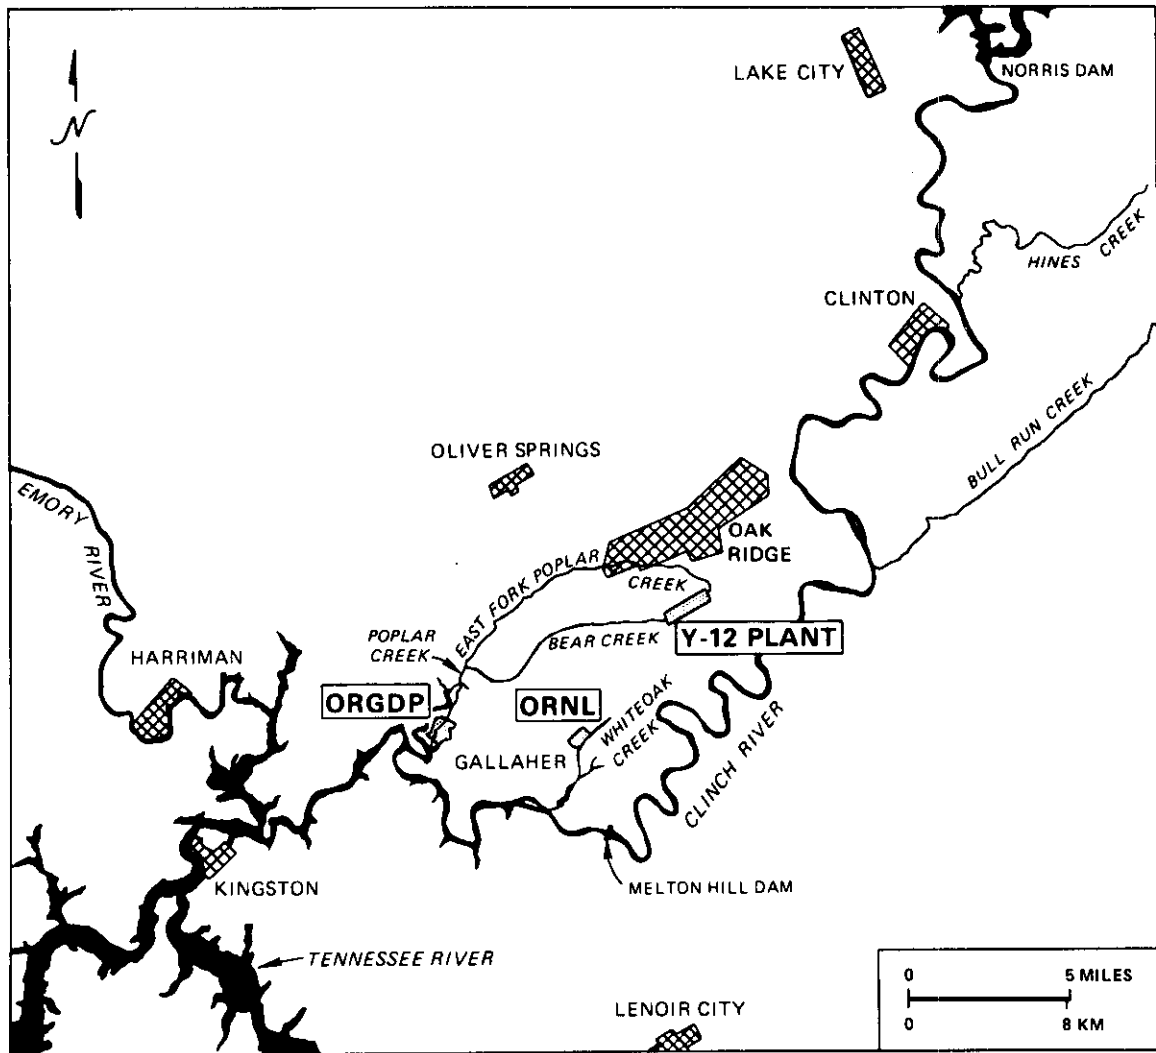 LAKE CITY
NORRIS DAM
N
HINES CREEK
CLINTON
BULL RUN CREEK
OLIVER SPRINGS
EMORY RIVER
OAK
RIDGE
EAST FORK POPLAR CREEK
POPLAR
CREEK
BEAR CREEK
Y-12 PLANT
HARRIMAN
ORGDP
ORNL
WHITEOAK
CREEK
GALLAHER
CLINCH RIVER
KINGSTON
MELTON HILL DAM
TENNESSEE RIVER
LENOIR CITY
0 5 MILES
0 8 KM